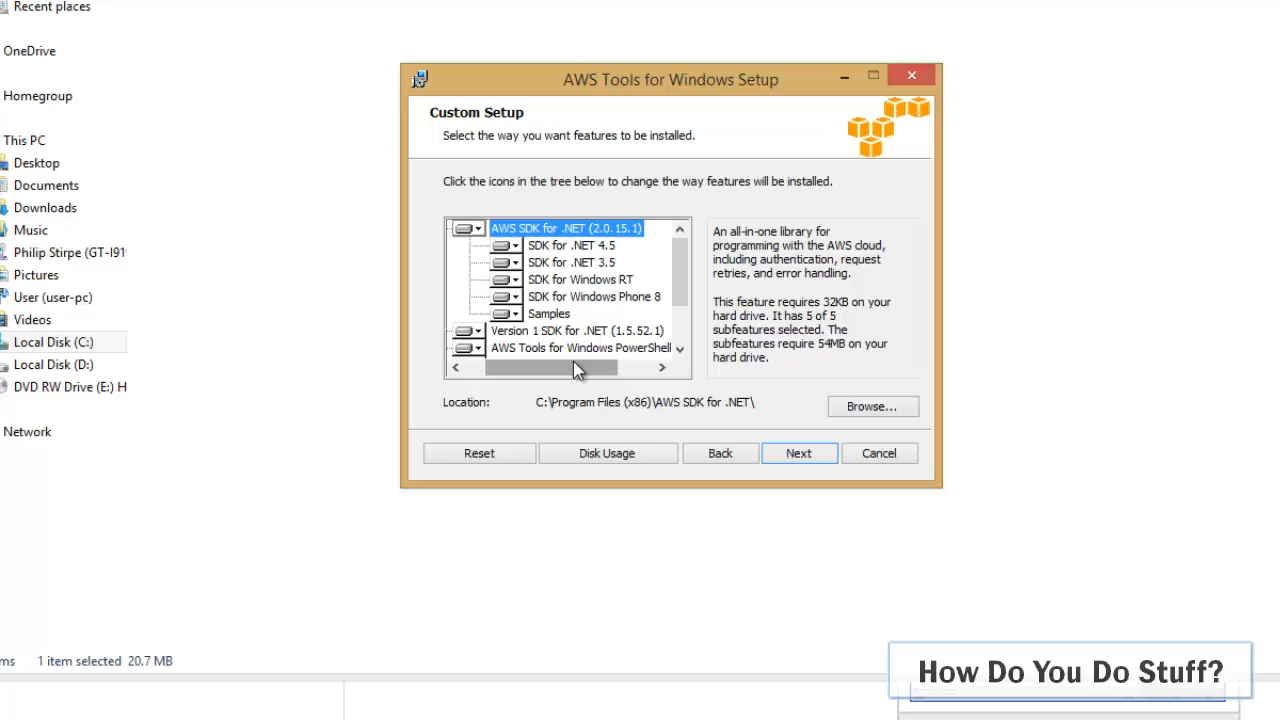 Recent places
OneDrive
Homegroup
This PC
Desktop
Documents
Downloads
Music
Philip Stirpe (GT-I91
Pictures
User (user-pc)
Videos
Local Disk (C:)
Local Disk (D:)
DVD RW Drive (E:) H
Network
ms 1 item selected 20.7 MB
AWS Tools for Windows Setup
Custom Setup
Select the way you want features to be installed.
Click the icons in the tree below to change the way features will be installed.
AWS SDK for .NET (2.0.15.1)
SDK for .NET 4.5
SDK for .NET 3.5
SDK for Windows RT
SDK for Windows Phone 8
Samples
Version 1 SDK for .NET (1.5.52.1)
AWS Tools for Windows PowerShell
An all-in-one library for
programming with the AWS cloud,
including authentication, request
retries, and error handling.
This feature requires 32KB on your
hard drive. It has 5 of 5
subfeatures selected. The
subfeatures require 54MB on your
hard drive.
Location: C:\Program Files (x86)\AWS SDK for .NET\
Browse...
Reset Disk Usage Back Next Cancel
How Do You Do Stuff?